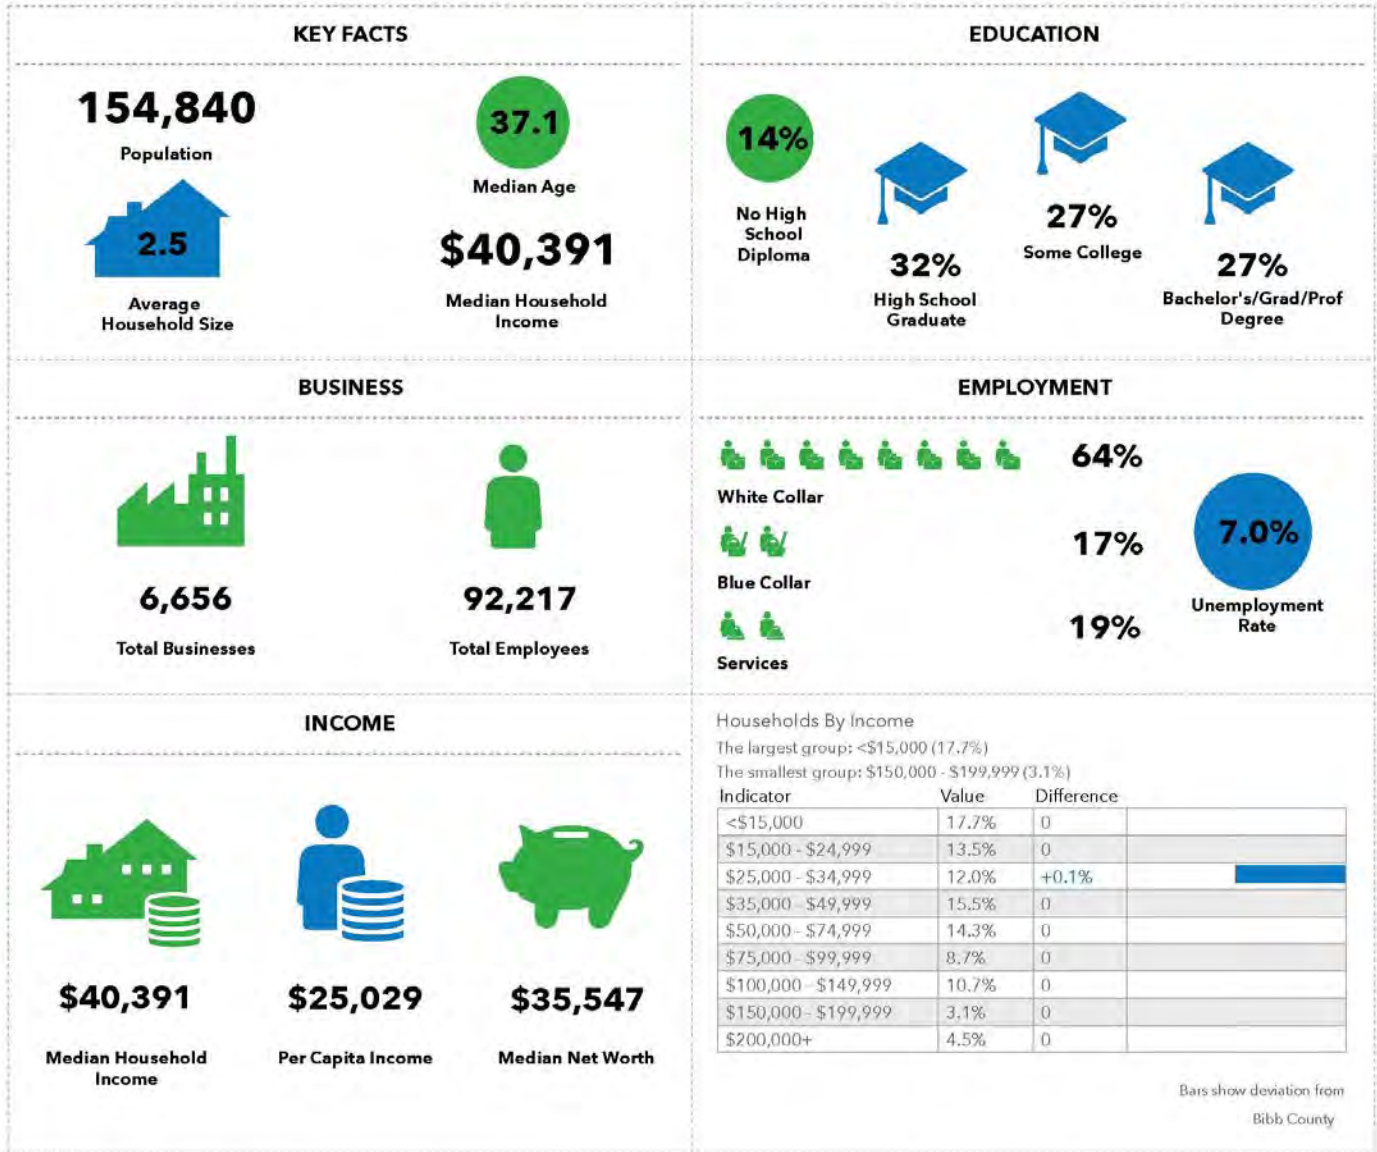 KEY FACTS
154,840
Population
37.1
Median Age
2.5
Average
Household Size
$40,391
Median Household
Income
EDUCATION
14%
No High
School
Diploma
32%
High School
Graduate
27%
Some College
27%
Bachelor's/Grad/Prof
Degree
BUSINESS
6,656
Total Businesses
92,217
Total Employees
EMPLOYMENT
64%
White Collar
17%
Blue Collar
19%
Services
7.0%
Unemployment
Rate
INCOME
$40,391
Median Household
Income
$25,029
Per Capita Income
$35,547
Median Net Worth
Households By Income
The largest group: <$15,000 (17.7%)
The smallest group: $150,000 - $199,999 (3.1%)
Indicator Value Difference
<$15,000 17.7% 0
$15,000 - $24,999 13.5% 0
$25,000 - $34,999 12.0% +0.1%
$35,000 - $49,999 15.5% 0
$50,000 - $74,999 14.3% 0
$75,000 - $99,999 8.7% 0
$100,000 - $149,999 10.7% 0
$150,000 - $199,999 3.1% 0
$200,000+ 4.5% 0
Bars show deviation from
Bibb County